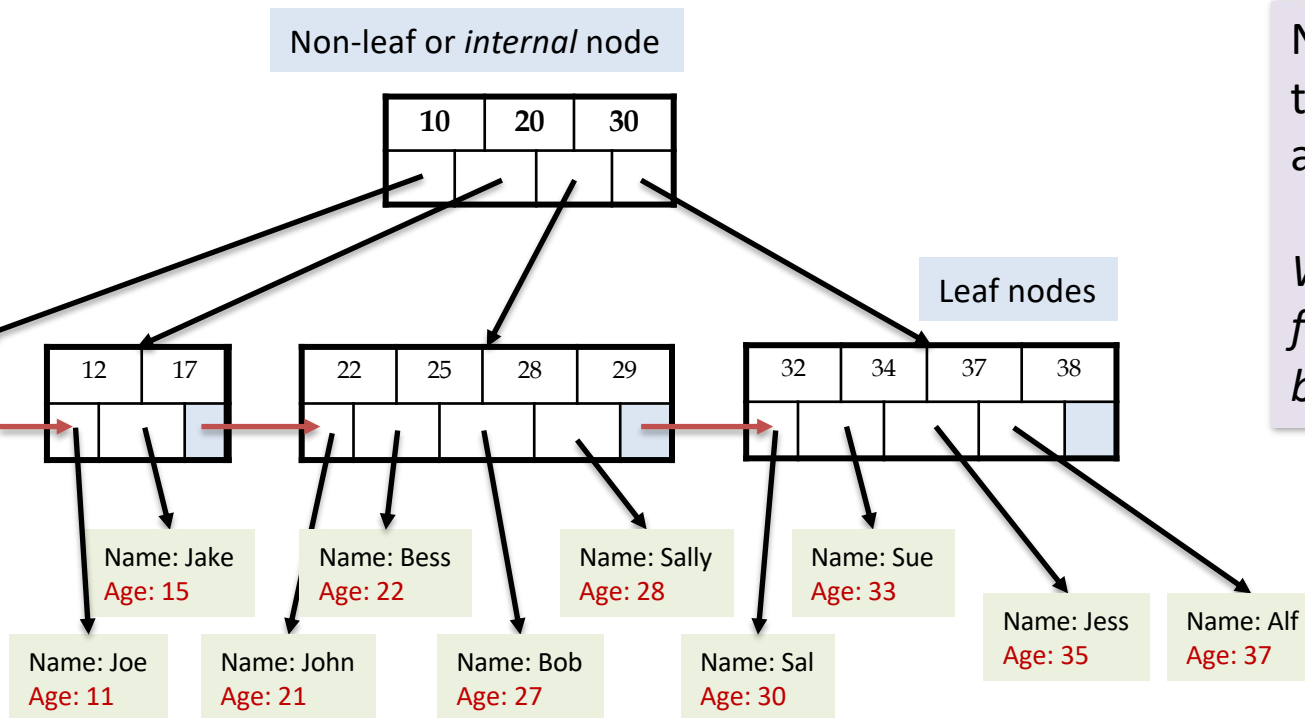 Non-leaf or internal node
10 20 30
Leaf nodes
12 17
22 25 28 29
32 34 37 38
Name: Jake
Age: 15
Name: Bess
Age: 22
Name: Sally
Age: 28
Name: Sue
Age: 33
Name: Jess
Age: 35
Name: Alf
Age: 37
Name: Joe
Age: 11
Name: John
Age: 21
Name: Bob
Age: 27
Name: Sal
Age: 30